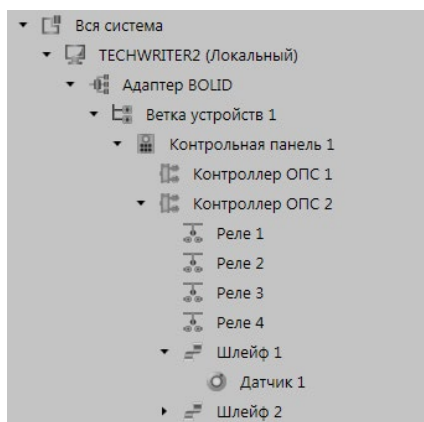 Вся система
TECHWRITER2 (Локальный)
Адаптер BOLID
Ветка устройств 1
Контрольная панель 1
Контроллер ОПС 1
Контроллер ОПС 2
Реле 1
Реле 2
Реле 3
Реле 4
Шлейф 1
Датчик 1
Шлейф 2